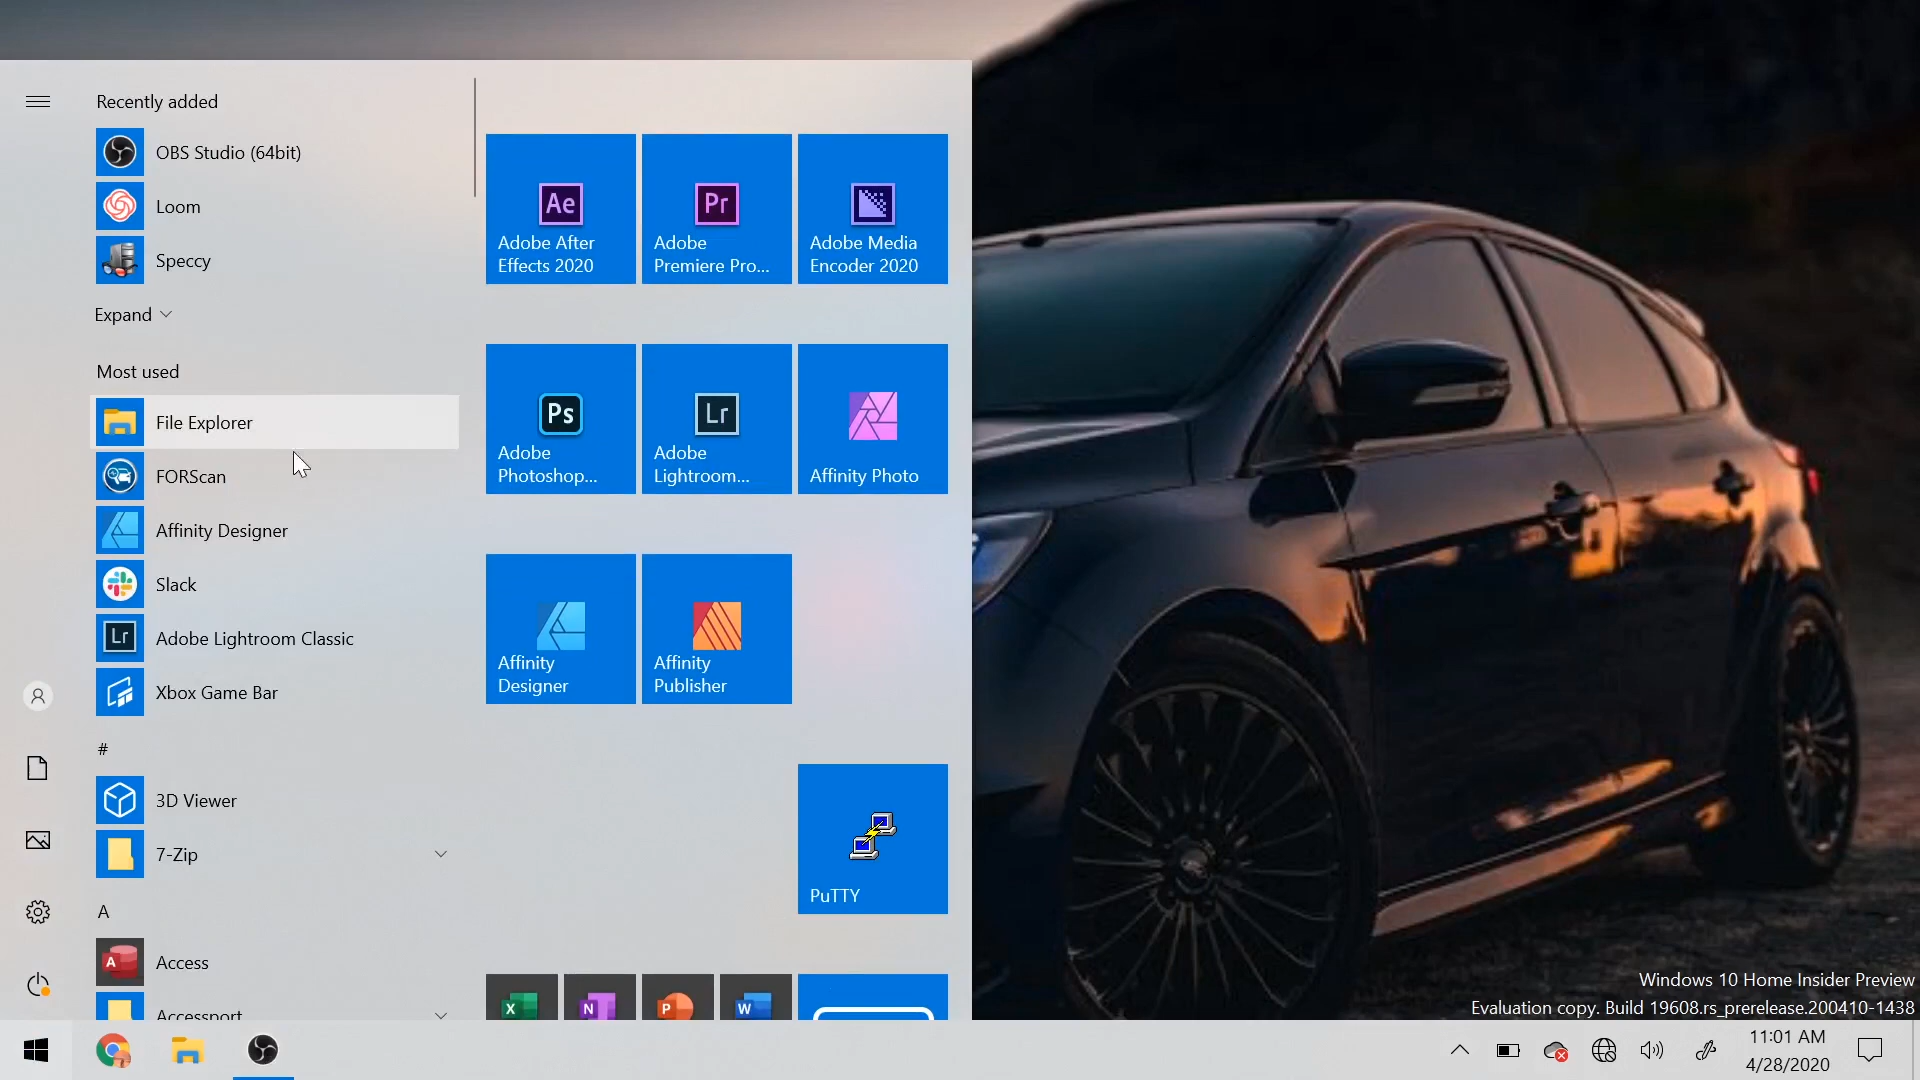 Recently added
OBS Studio (64bit)
Loom
Speccy
Expand
Most used
File Explorer
FORScan
Affinity Designer
Slack
Lr
Adobe Lightroom Classic
Xbox Game Bar
#
3D Viewer
7-Zip
A
A
Access
Accessport
Ae
Adobe After
Effects 2020
Pr
Adobe
Premiere Pro...
Adobe Media
Encoder 2020
Ps
Adobe
Photoshop...
Lr
Adobe
Lightroom...
Affinity Photo
Affinity
Designer
Affinity
Publisher
PuTTY
X
N
P
W
Windows 10 Home Insider Preview
Evaluation copy. Build 19608.rs_prerelease.200410-1438
11:01 AM
4/28/2020